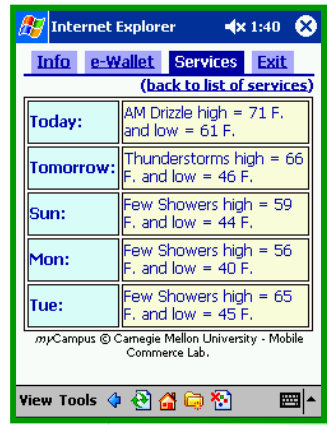 Internet Explorer 1:40
Info e-Wallet Services Exit
(back to list of services)
Today: AM Drizzle high = 71 F.
and low = 61 F.
Tomorrow: Thunderstorms high = 66
F. and low = 46 F.
Sun: Few Showers high = 59
F. and low = 44 F.
Mon: Few Showers high = 56
F. and low = 40 F.
Tue: Few Showers high = 65
F. and low = 45 F.
myCampus © Carnegie Mellon University - Mobile
Commerce Lab.
View Tools